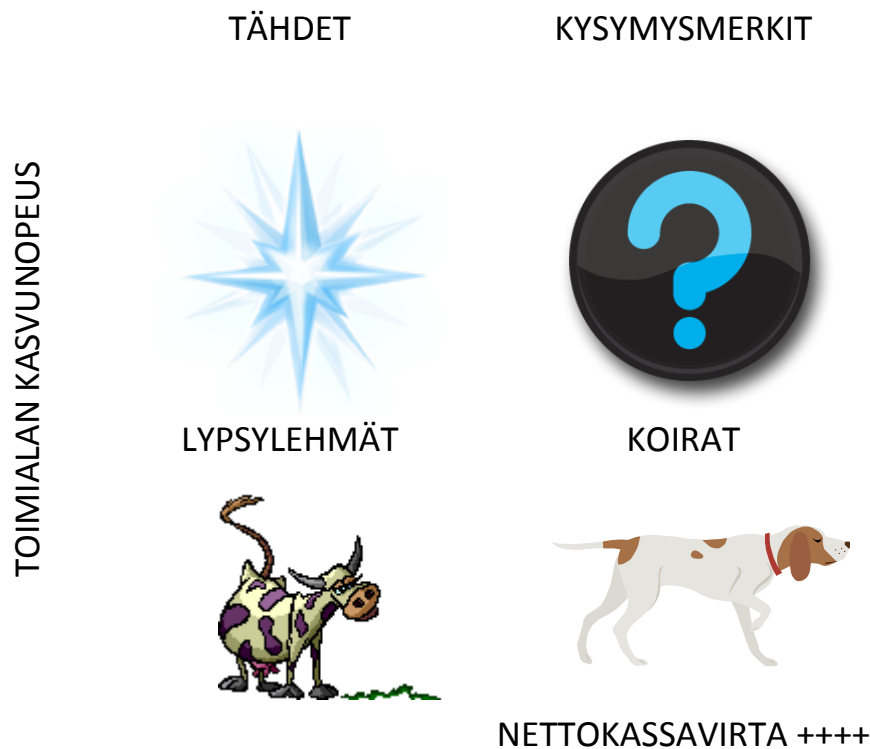 TÄHDET
KYSYMYSMERKIT
TOIMIALAN KASVUNOPEUS
?
LYPSYLEHMÄT
KOIRAT
NETTOKASSAVIRTA ++++